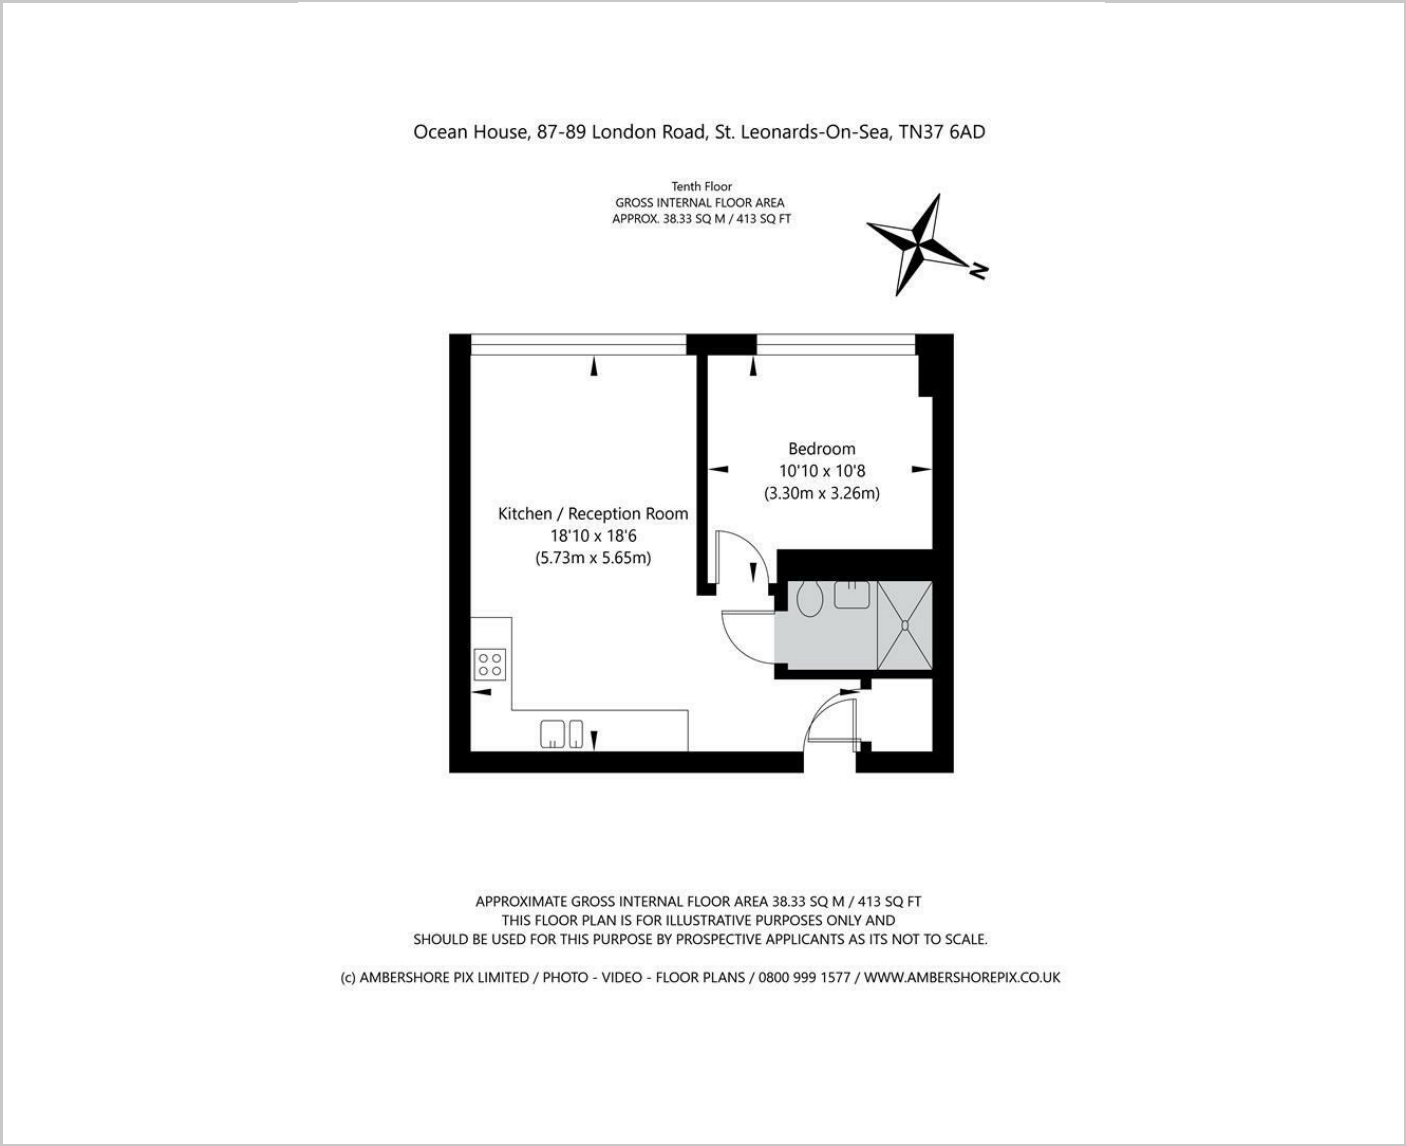 Ocean House, 87-89 London Road, St. Leonards-On-Sea, TN37 6AD
Tenth Floor
GROSS INTERNAL FLOOR AREA
APPROX. 38.33 SQ M / 413 SQ FT
N
Bedroom
10'10 x 10'8
(3.30m x 3.26m)
Kitchen / Reception Room
18'10 x 18'6
(5.73m x 5.65m)
APPROXIMATE GROSS INTERNAL FLOOR AREA 38.33 SQ M / 413 SQ FT
THIS FLOOR PLAN IS FOR ILLUSTRATIVE PURPOSES ONLY AND
SHOULD BE USED FOR THIS PURPOSE BY PROSPECTIVE APPLICANTS AS ITS NOT TO SCALE.
(c) AMBERSHORE PIX LIMITED / PHOTO - VIDEO - FLOOR PLANS / 0800 999 1577 / WWW.AMBERSHOREPIX.CO.UK